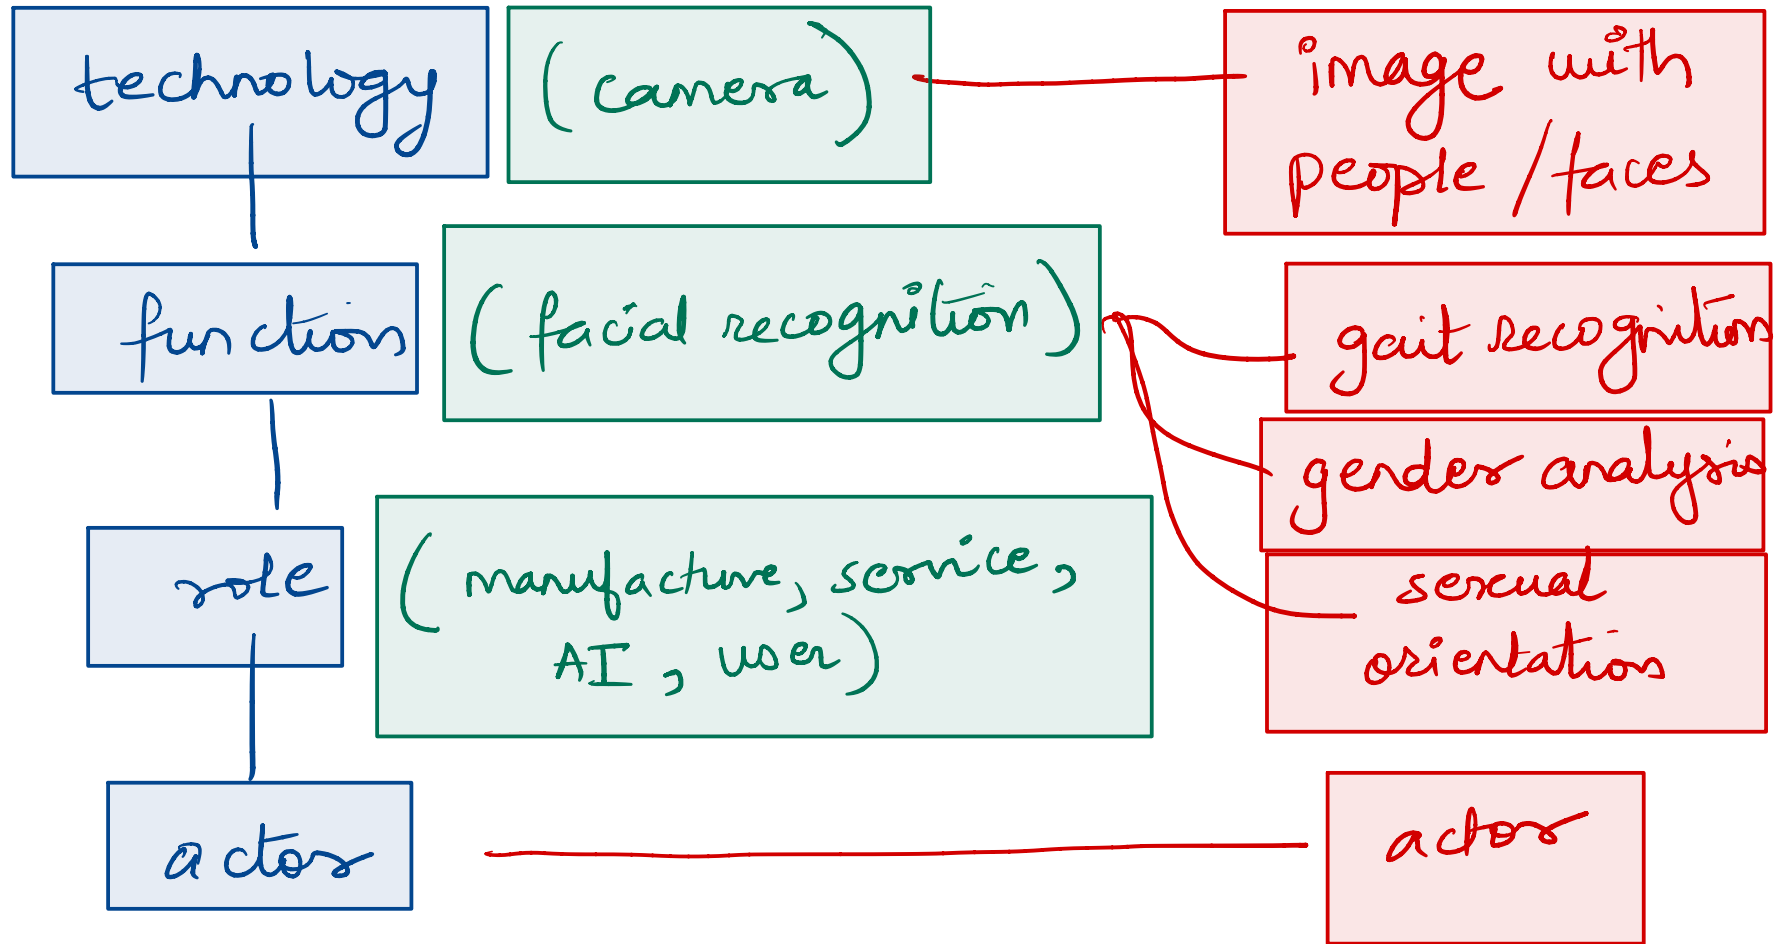 technology
(camera)
image with
people / faces
function
(facial recognition)
gait recognition
gender analysis
sexual
orientation
role
(manufacture, service,
AI, user)
actor
actor